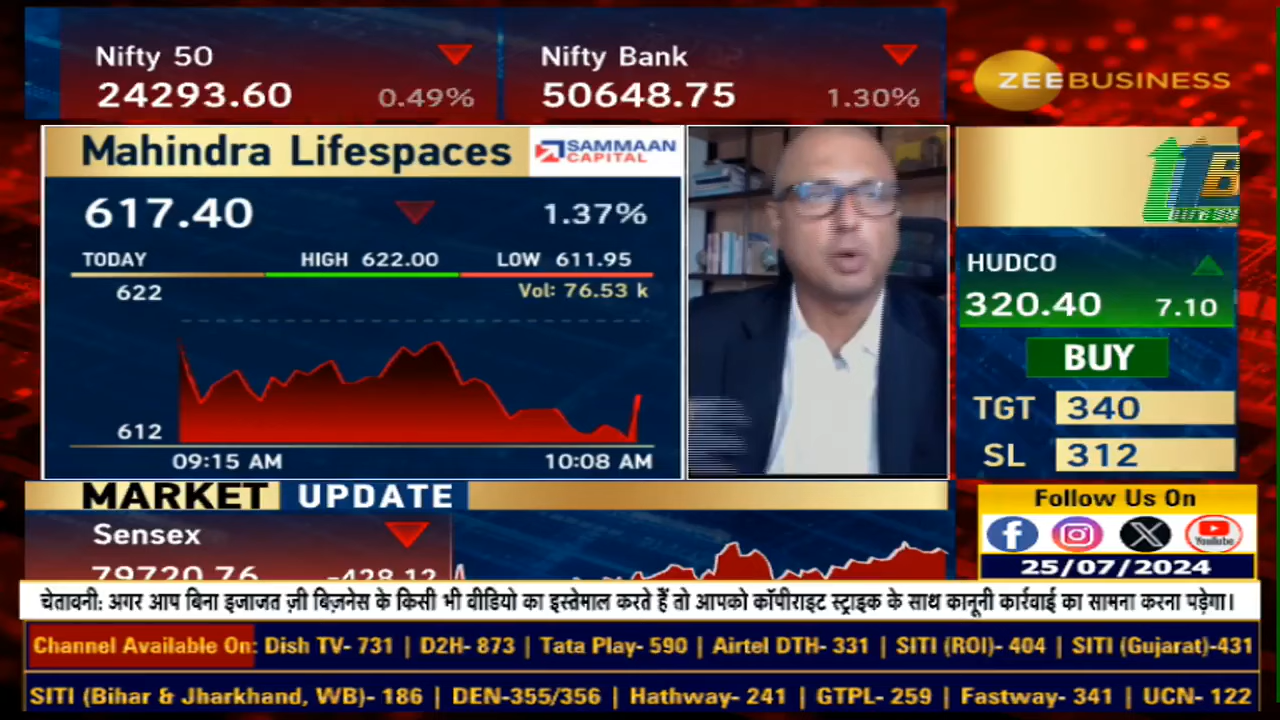 Nifty 50
24293.60 0.49%
Nifty Bank
50648.75 1.30%
ZEEBUSINESS
Mahindra Lifespaces
SAMMAAN
CAPITAL
617.40 1.37%
TODAY HIGH 622.00 LOW 611.95
622 Vol: 76.53 k
612
09:15 AM 10:08 AM
HUDCO
320.40 7.10
BUY
TGT 340
SL 312
MARKET UPDATE
Sensex
79720.76 -428.12
Follow Us On
YouTube
25/07/2024
चेतावनी: अगर आप बिना इजाजत ज़ी बिज़नेस के किसी भी वीडियो का इस्तेमाल करते हैं तो आपको कॉपीराइट स्ट्राइक के साथ कानूनी कार्रवाई का सामना करना पड़ेगा।
Channel Available On: Dish TV- 731 | D2H- 873 | Tata Play- 590 | Airtel DTH- 331 | SITI (ROI)- 404 | SITI (Gujarat)-431
SITI (Bihar & Jharkhand, WB)- 186 | DEN-355/356 | Hathway- 241 | GTPL- 259 | Fastway- 341 | UCN- 122